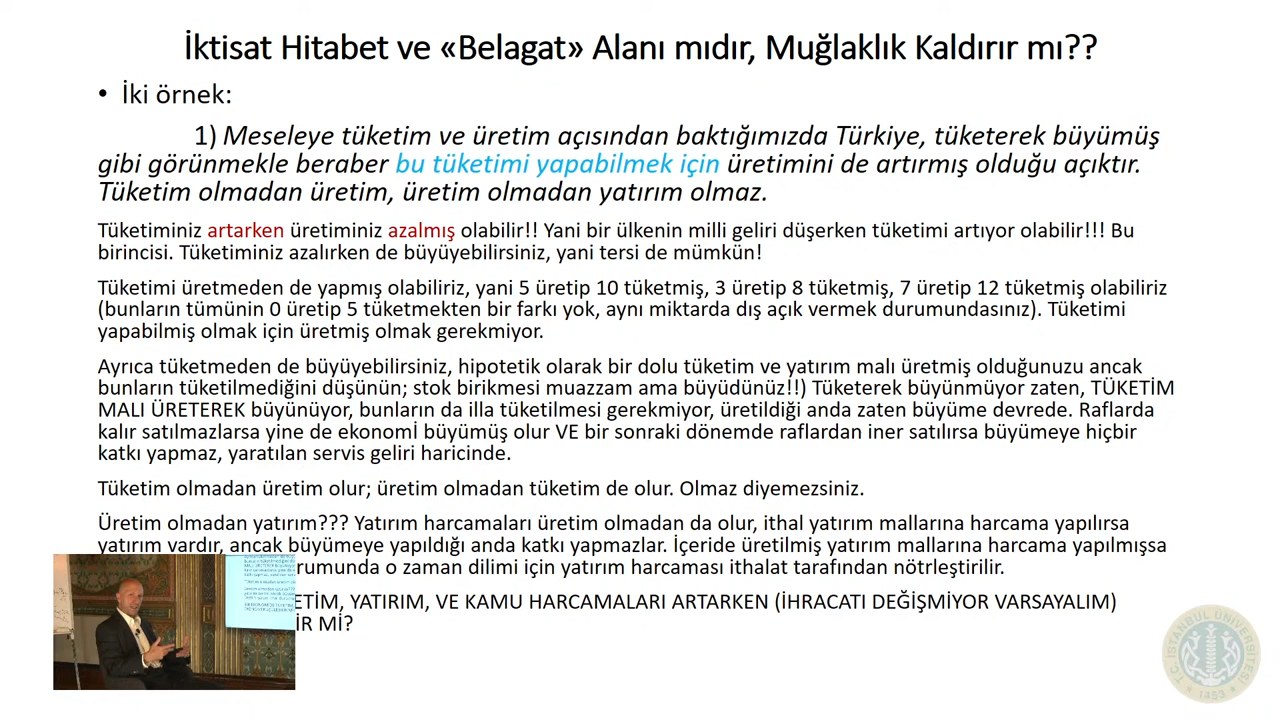 İktisat Hitabet ve «Belagat» Alanı mıdır, Muğlaklık Kaldırır mı??
• İki örnek:
1) Meseleye tüketim ve üretim açısından baktığımızda Türkiye, tüketerek büyümüş
gibi görünmekle beraber bu tüketimi yapabilmek için üretimini de artırmış olduğu açıktır.
Tüketim olmadan üretim, üretim olmadan yatırım olmaz.
Tüketiminiz artarken üretiminiz azalmış olabilir!! Yani bir ülkenin milli geliri düşerken tüketimi artıyor olabilir!!! Bu
birincisi. Tüketiminiz azalırken de büyüyebilirsiniz, yani tersi de mümkün!
Tüketimi üretmeden de yapmış olabiliriz, yani 5 üretip 10 tüketmiş, 3 üretip 8 tüketmiş, 7 üretip 12 tüketmiş olabiliriz
(bunların tümünin 0 üretip 5 tüketmekten bir farkı yok, aynı miktarda dış açık vermek durumundasınız). Tüketimi
yapabilmiş olmak için üretmiş olmak gerekmiyor.
Ayrıca tüketmeden de büyüyebilirsiniz, hipotetik olarak bir dolu tüketim ve yatırım malı üretmiş olduğunuzu ancak
bunların tüketilmediğini düşünün; stok birikmesi muazzam ama büyüdünüz!!) Tüketerek büyünmüyor zaten, TÜKETİM
MALI ÜRETEREK büyünüyor, bunların da illa tüketilmesi gerekmiyor, üretildiği anda zaten büyüme devrede. Raflarda
kalır satılmazlarsa yine de ekonomİ büyümüş olur VE bir sonraki dönemde raflardan iner satılırsa büyümeye hiçbir
katkı yapmaz, yaratılan servis geliri haricinde.
Tüketim olmadan üretim olur; üretim olmadan tüketim de olur. Olmaz diyemezsiniz.
Üretim olmadan yatırım??? Yatırım harcamaları üretim olmadan da olur, ithal yatırım mallarına harcama yapılırsa
yatırım vardır, ancak büyümeye yapıldığı anda katkı yapmazlar. İçeride üretilmiş yatırım mallarına harcama yapılmışsa
rumunda o zaman dilimi için yatırım harcaması ithalat tarafından nötrleştirilir.
ETİM, YATIRIM, VE KAMU HARCAMALARI ARTARKEN (İHRACATI DEĞİŞMİYOR VARSAYALIM)
İR Mİ?
T.C. İSTANBUL ÜNİVERSİTESİ
1453